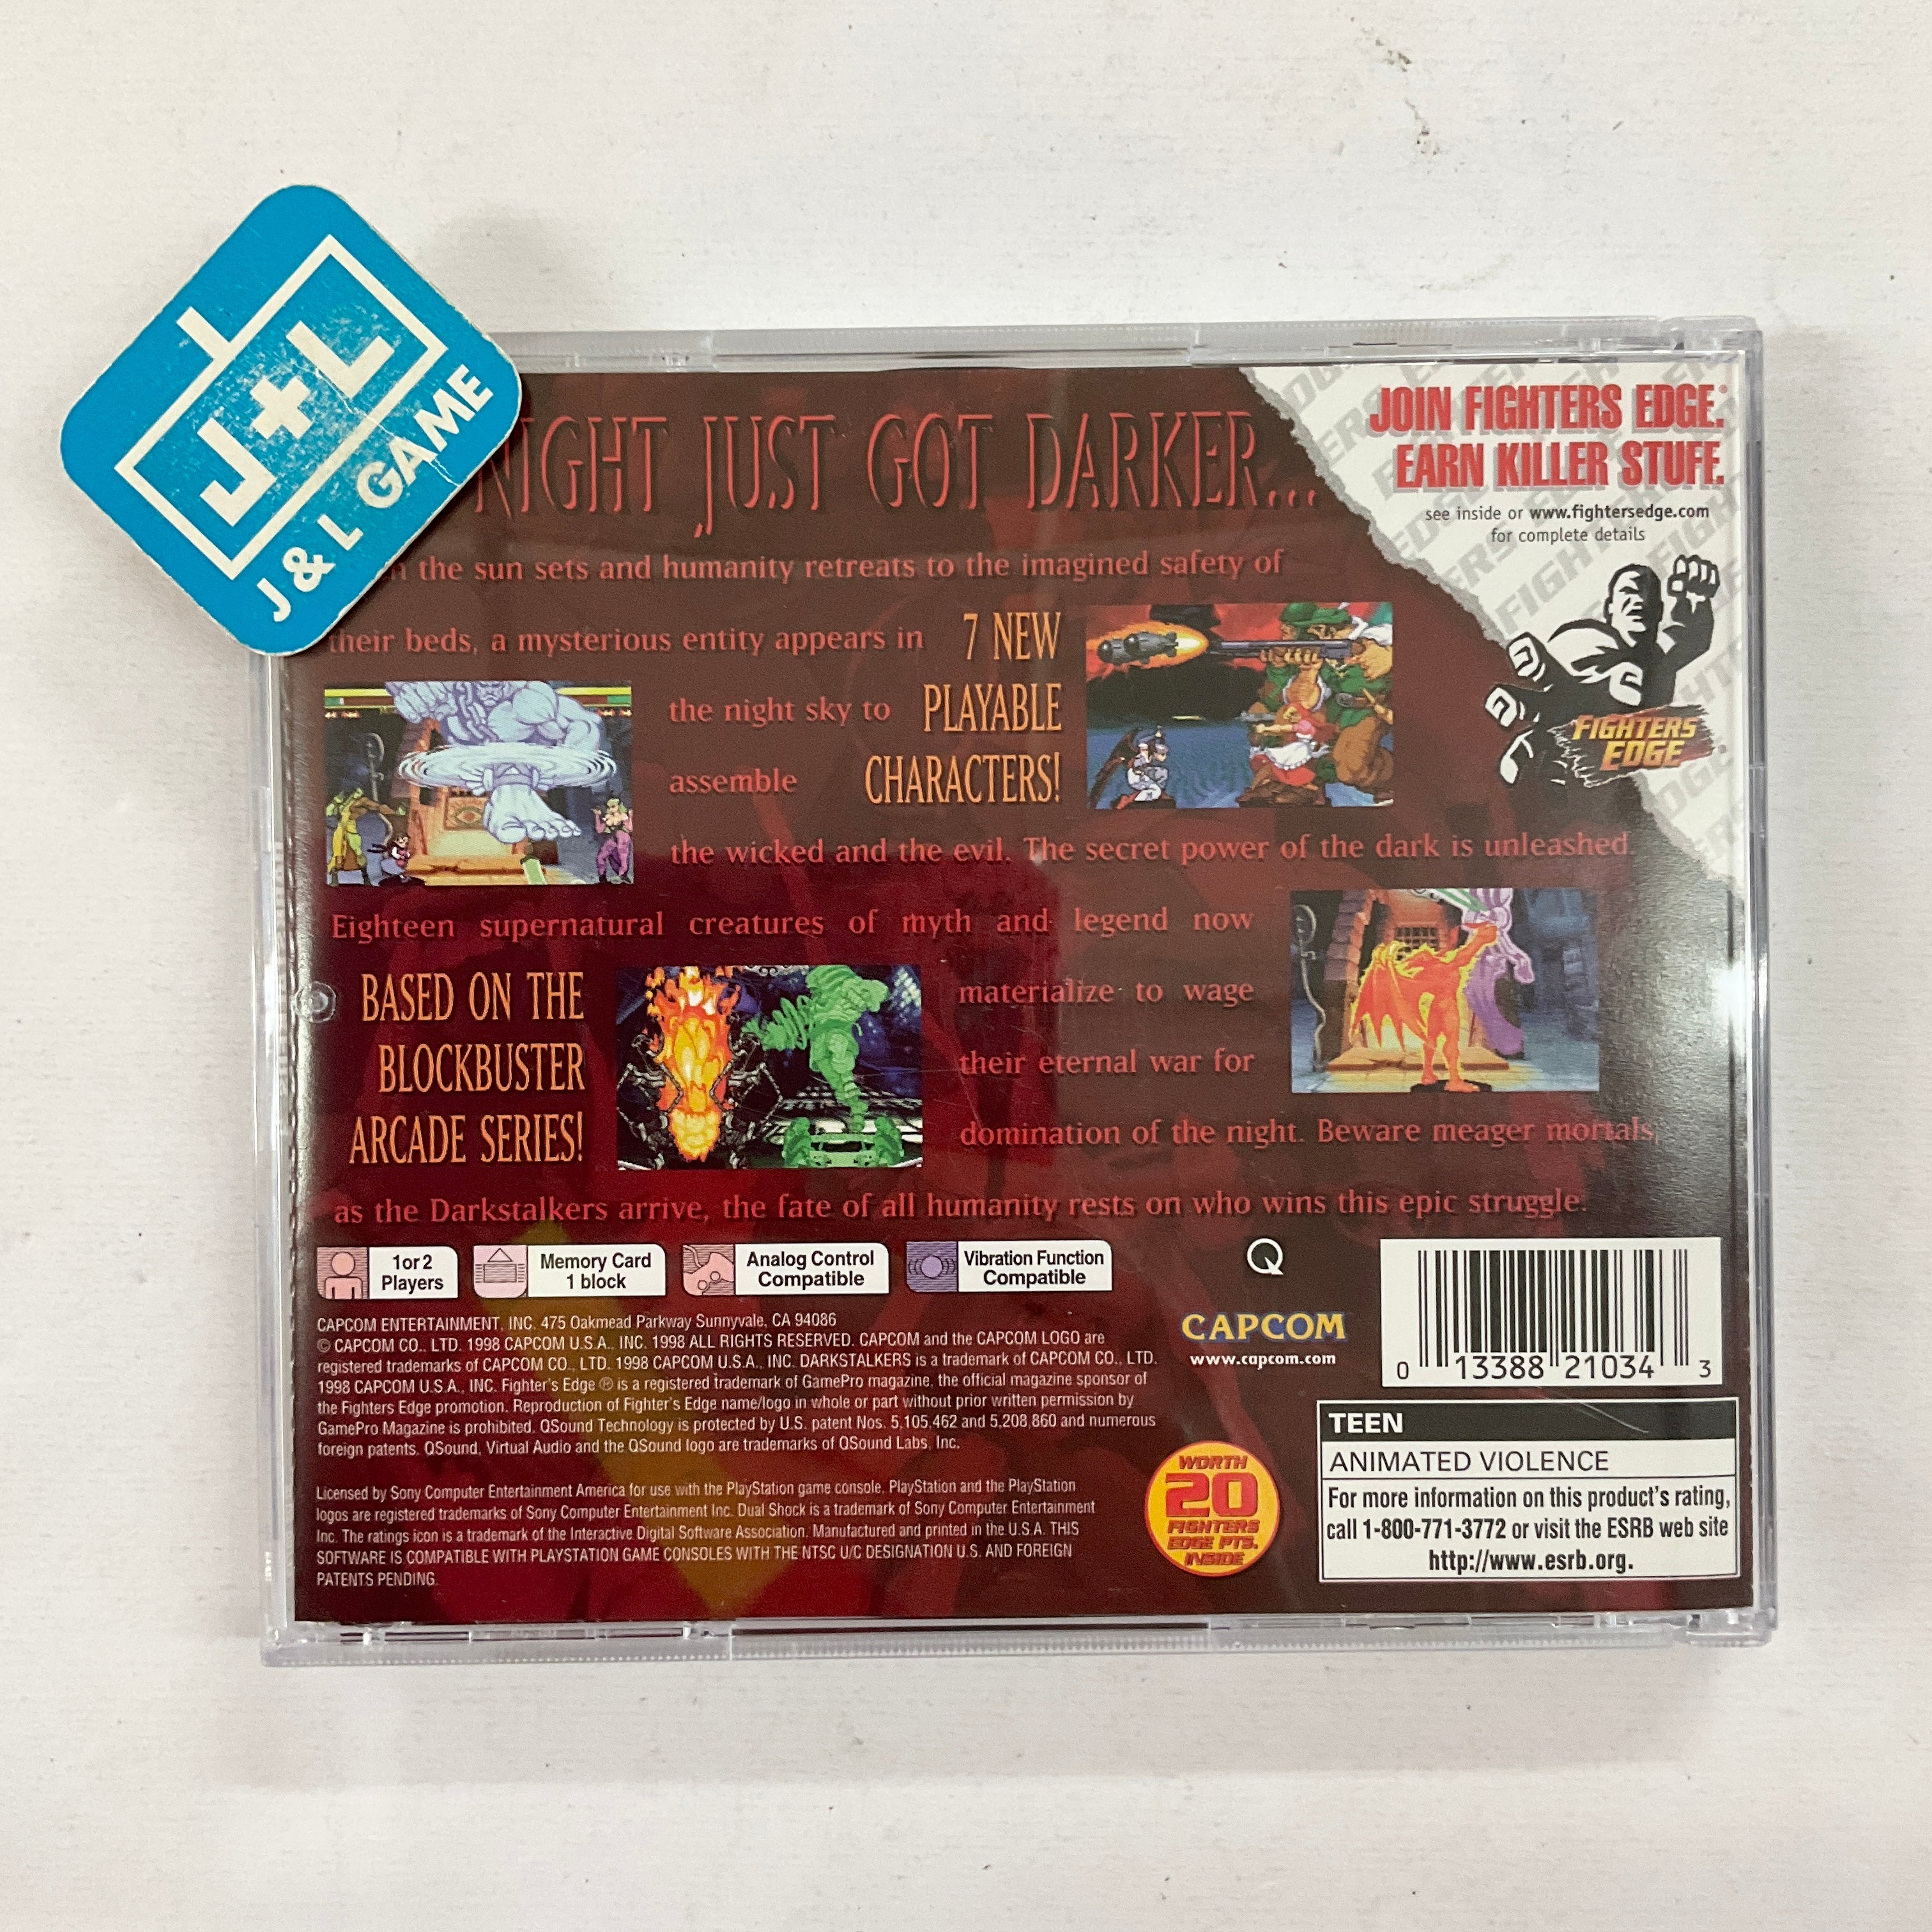 J+L
J & L GAME
NIGHT JUST GOT DARKER...
the sun sets and humanity retreats to the imagined safety of
their beds, a mysterious entity appears in
the night sky to
assemble
7 NEW
PLAYABLE
CHARACTERS!
the wicked and the evil. The secret power of the dark is unleashed.
Eighteen supernatural creatures of myth and legend now
BASED ON THE
BLOCKBUSTER
ARCADE SERIES!
materialize to wage
their eternal war for
domination of the night. Beware meager mortals,
as the Darkstalkers arrive, the fate of all humanity rests on who wins this epic struggle.
JOIN FIGHTERS EDGE.®
EARN KILLER STUFF.
see inside or www.fightersedge.com
for complete details
FIGHTERS
EDGE
1 or 2
Players
Memory Card
1 block
Analog Control
Compatible
Vibration Function
Compatible
Q
CAPCOM
www.capcom.com
0 13388 21034 3
CAPCOM ENTERTAINMENT, INC. 475 Oakmead Parkway Sunnyvale, CA 94086
© CAPCOM CO., LTD. 1998 CAPCOM U.S.A., INC. 1998 ALL RIGHTS RESERVED. CAPCOM and the CAPCOM LOGO are
registered trademarks of CAPCOM CO., LTD. 1998 CAPCOM U.S.A., INC. DARKSTALKERS is a trademark of CAPCOM CO., LTD.
1998 CAPCOM U.S.A., INC. Fighter's Edge ® is a registered trademark of GamePro magazine, the official magazine sponsor of
the Fighters Edge promotion. Reproduction of Fighter's Edge name/logo in whole or part without prior written permission by
GamePro Magazine is prohibited. QSound Technology is protected by U.S. patent Nos. 5,105,462 and 5,208,860 and numerous
foreign patents. QSound, Virtual Audio and the QSound logo are trademarks of QSound Labs, Inc.
Licensed by Sony Computer Entertainment America for use with the PlayStation game console. PlayStation and the PlayStation
logos are registered trademarks of Sony Computer Entertainment Inc. Dual Shock is a trademark of Sony Computer Entertainment
Inc. The ratings icon is a trademark of the Interactive Digital Software Association. Manufactured and printed in the U.S.A. THIS
SOFTWARE IS COMPATIBLE WITH PLAYSTATION GAME CONSOLES WITH THE NTSC U/C DESIGNATION U.S. AND FOREIGN
PATENTS PENDING.
WORTH
20
FIGHTERS
EDGE PTS.
INSIDE
TEEN
ANIMATED VIOLENCE
For more information on this product's rating,
call 1-800-771-3772 or visit the ESRB web site
http://www.esrb.org.